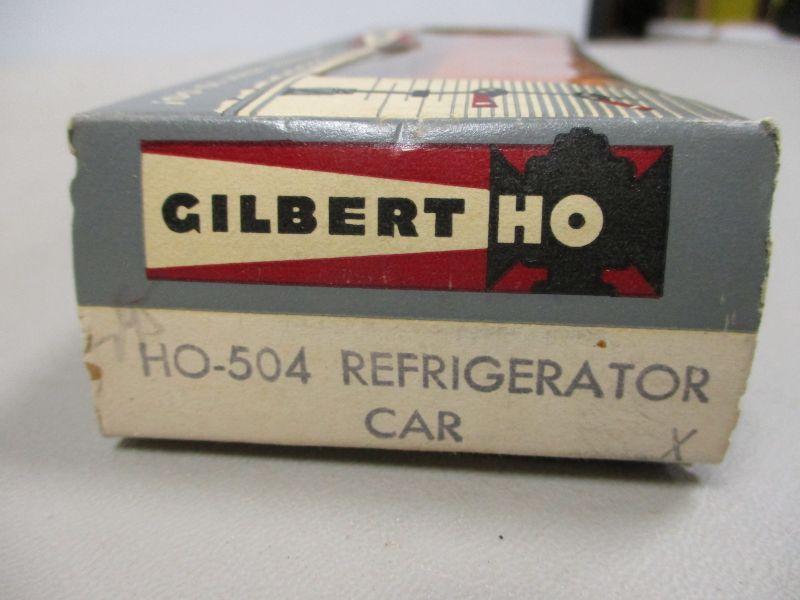 GILBERT HO
HO-504 REFRIGERATOR
CAR
X